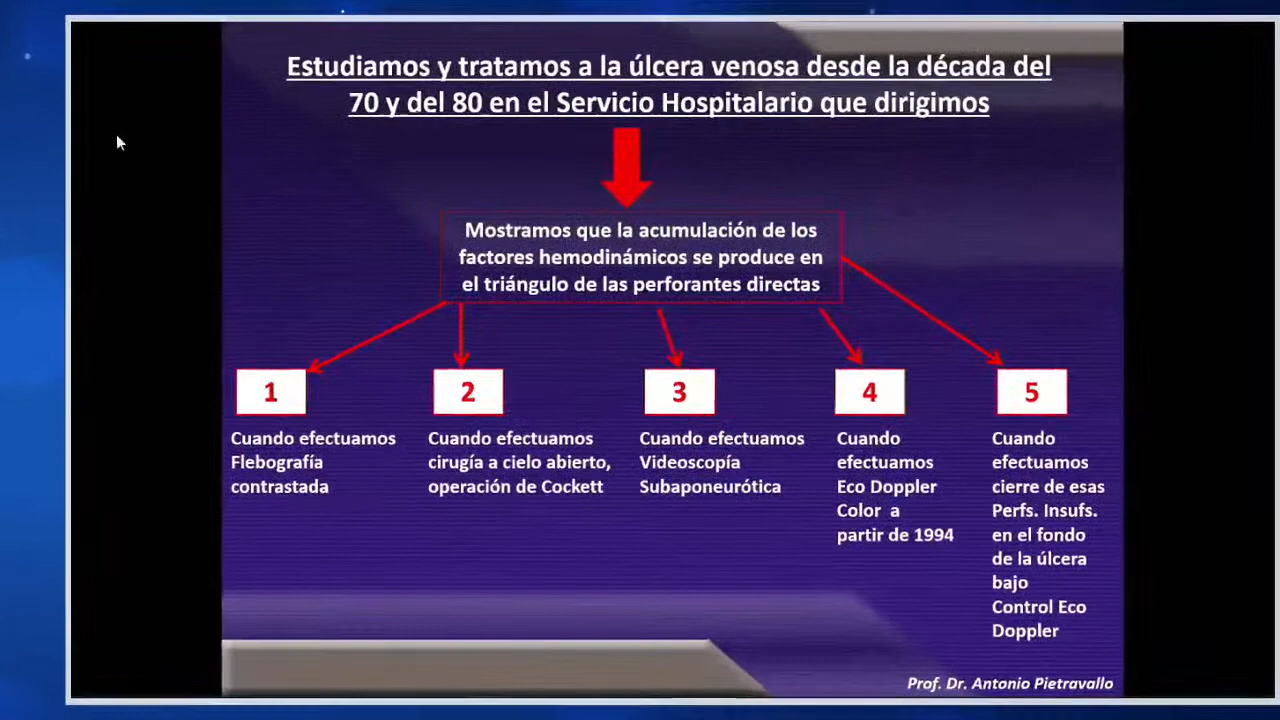 Estudiamos y tratamos a la úlcera venosa desde la década del
70 y del 80 en el Servicio Hospitalario que dirigimos
Mostramos que la acumulación de los
factores hemodinámicos se produce en
el triángulo de las perforantes directas
1
Cuando efectuamos
Flebografía
contrastada
2
Cuando efectuamos
cirugía a cielo abierto,
operación de Cockett
3
Cuando efectuamos
Videoscopía
Subaponeurótica
4
Cuando
efectuamos
Eco Doppler
Color a
partir de 1994
5
Cuando
efectuamos
cierre de esas
Perfs. Insufs.
en el fondo
de la úlcera
bajo
Control Eco
Doppler
Prof. Dr. Antonio Pietravallo